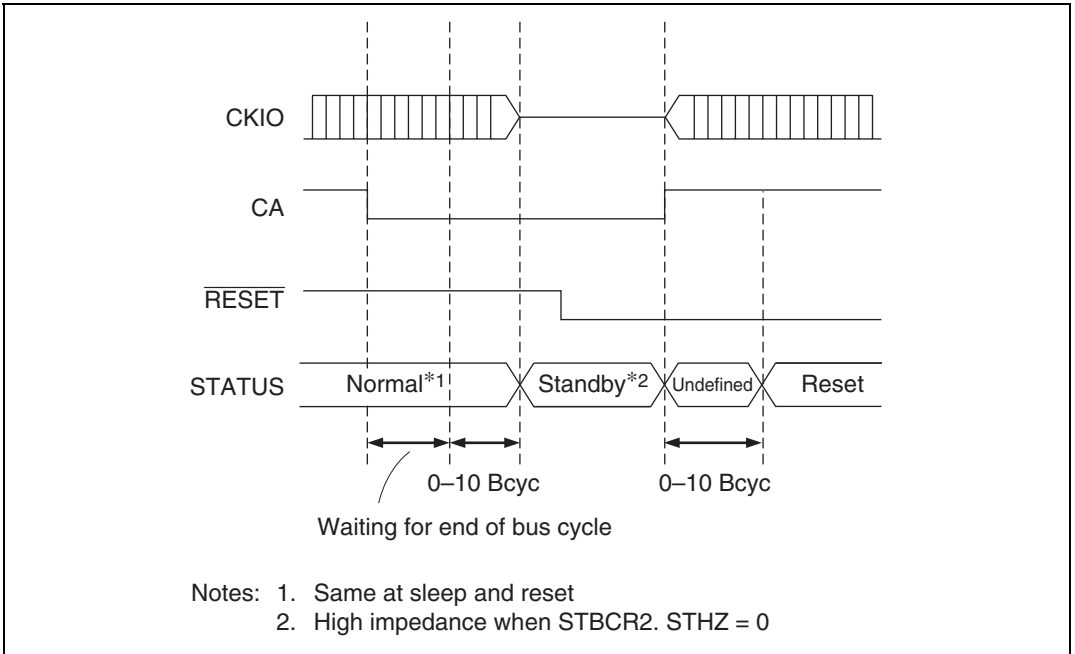 CKIO
CA
RESET
STATUS
Normal*1
Standby*2
Undefined
Reset
0–10 Bcyc
0–10 Bcyc
Waiting for end of bus cycle
Notes: 1. Same at sleep and reset
2. High impedance when STBCR2. STHZ = 0